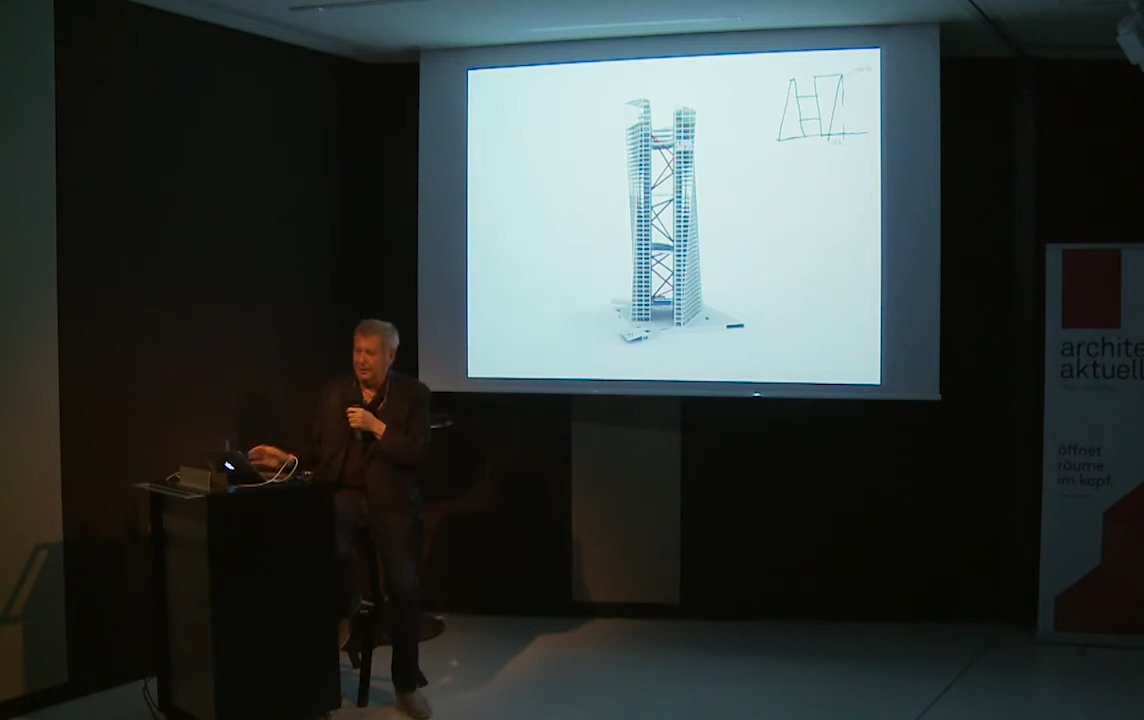 archite
aktuell
öffnet
räume
im kopf.